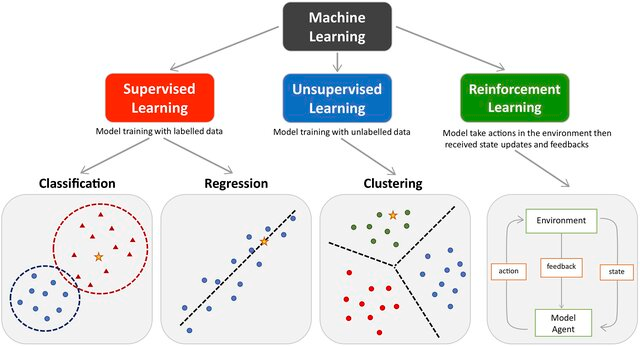 Machine
Learning
Supervised
Learning
Unsupervised
Learning
Reinforcement
Learning
Model training with labelled data
Model training with unlabelled data
Model take actions in the environment then
received state updates and feedbacks
Classification
Regression
Clustering
Environment
action
feedback
state
Model
Agent